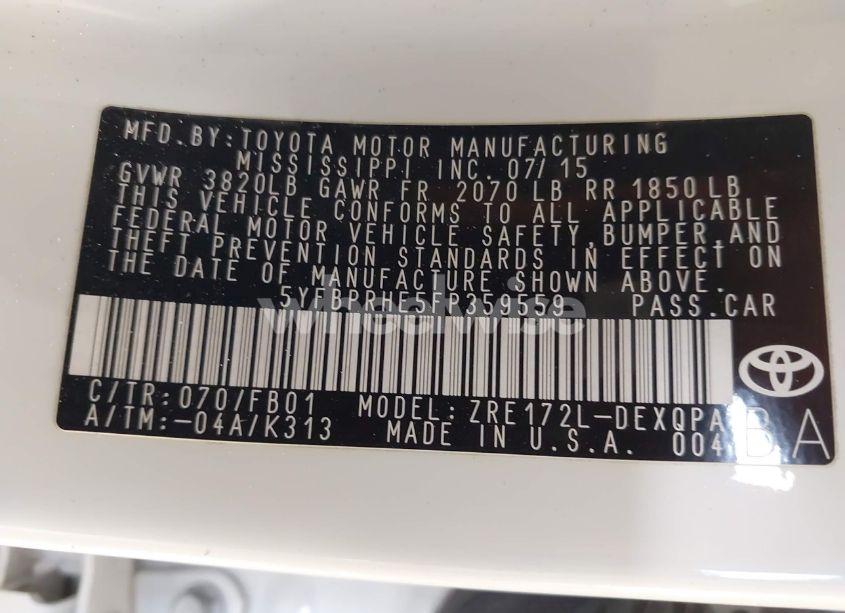 MFD. BY: TOYOTA MOTOR MANUFACTURING
MISSISSIPPI INC. 07/15
GVWR 3820LB GAWR FR 2070 LB RR 1850 LB
THIS VEHICLE CONFORMS TO ALL APPLICABLE
FEDERAL MOTOR VEHICLE SAFETY, BUMPER, AND
THEFT PREVENTION STANDARDS IN EFFECT ON
THE DATE OF MANUFACTURE SHOWN ABOVE.
5YFBPRHE5FP359559 PASS. CAR
wheelwise
C/TR: 070/FB01 MODEL: ZRE172L-DEXQPA
A/TM: -04A/K313 MADE IN U.S.A. 004
BA